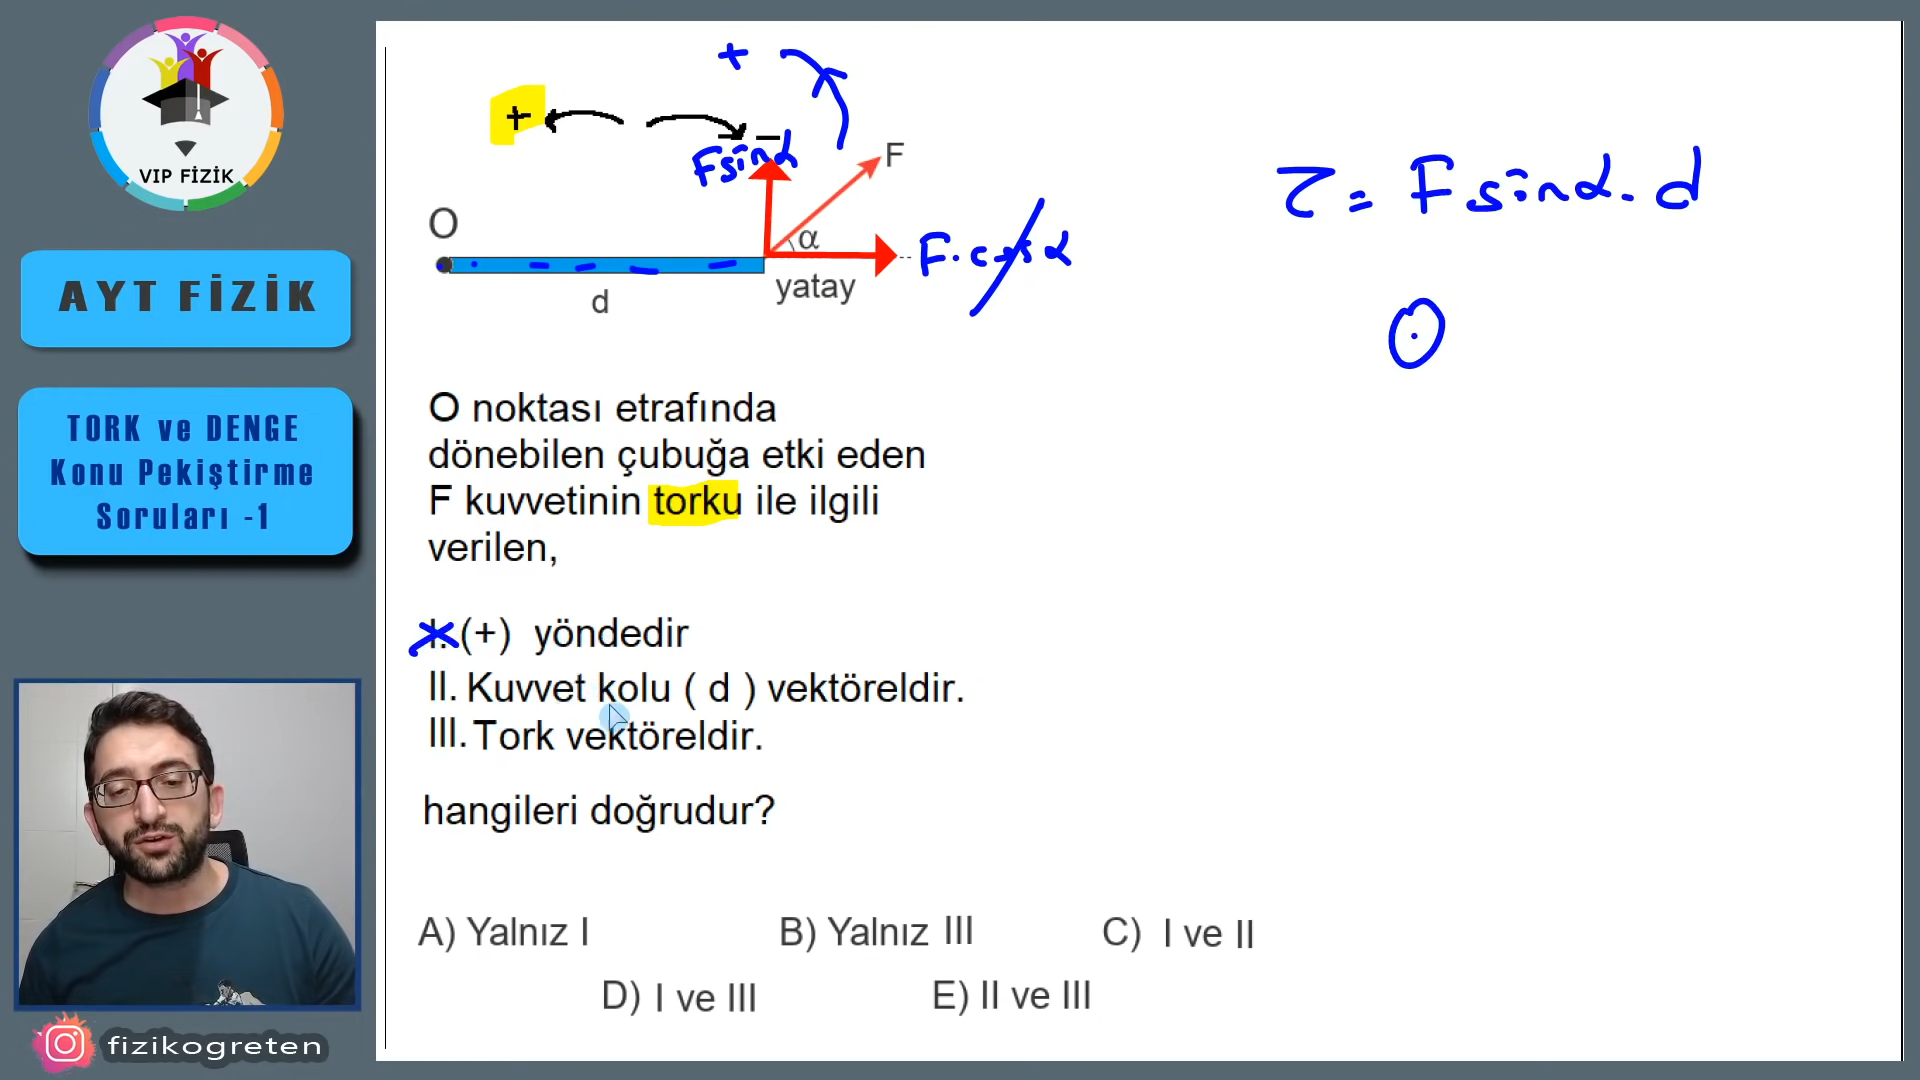 VIP FİZİK
AYT FİZİK
TORK ve DENGE
Konu Pekiştirme
Soruları -1
+
+
- -
Fsinα
F
O
α
F.cosα
d
yatay
τ = F sinα. d
O noktası etrafında
dönebilen çubuğa etki eden
F kuvvetinin torku ile ilgili
verilen,
I. (+) yöndedir
II. Kuvvet kolu ( d ) vektöreldir.
III. Tork vektöreldir.
hangileri doğrudur?
A) Yalnız I B) Yalnız III C) I ve II
D) I ve III E) II ve III
fizikogreten